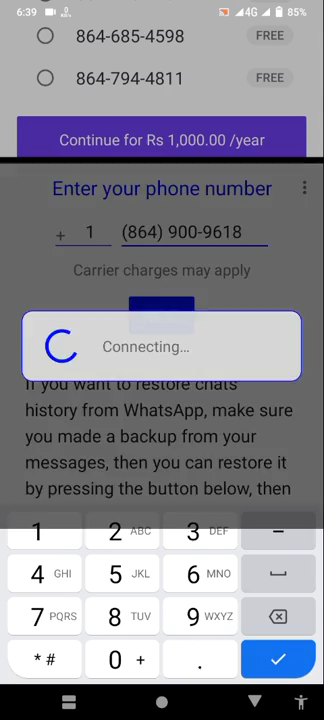 6:39 0 4G 85%
864-685-4598 FREE
864-794-4811 FREE
Continue for Rs 1,000.00 /year
Enter your phone number
+ 1 (864) 900-9618
Carrier charges may apply
Connecting...
If you want to restore chats
history from WhatsApp, make sure
you made a backup from your
messages, then you can restore it
by pressing the button below, then
1 2 ABC 3 DEF –
4 GHI 5 JKL 6 MNO
7 PQRS 8 TUV 9 WXYZ
* # 0 + .